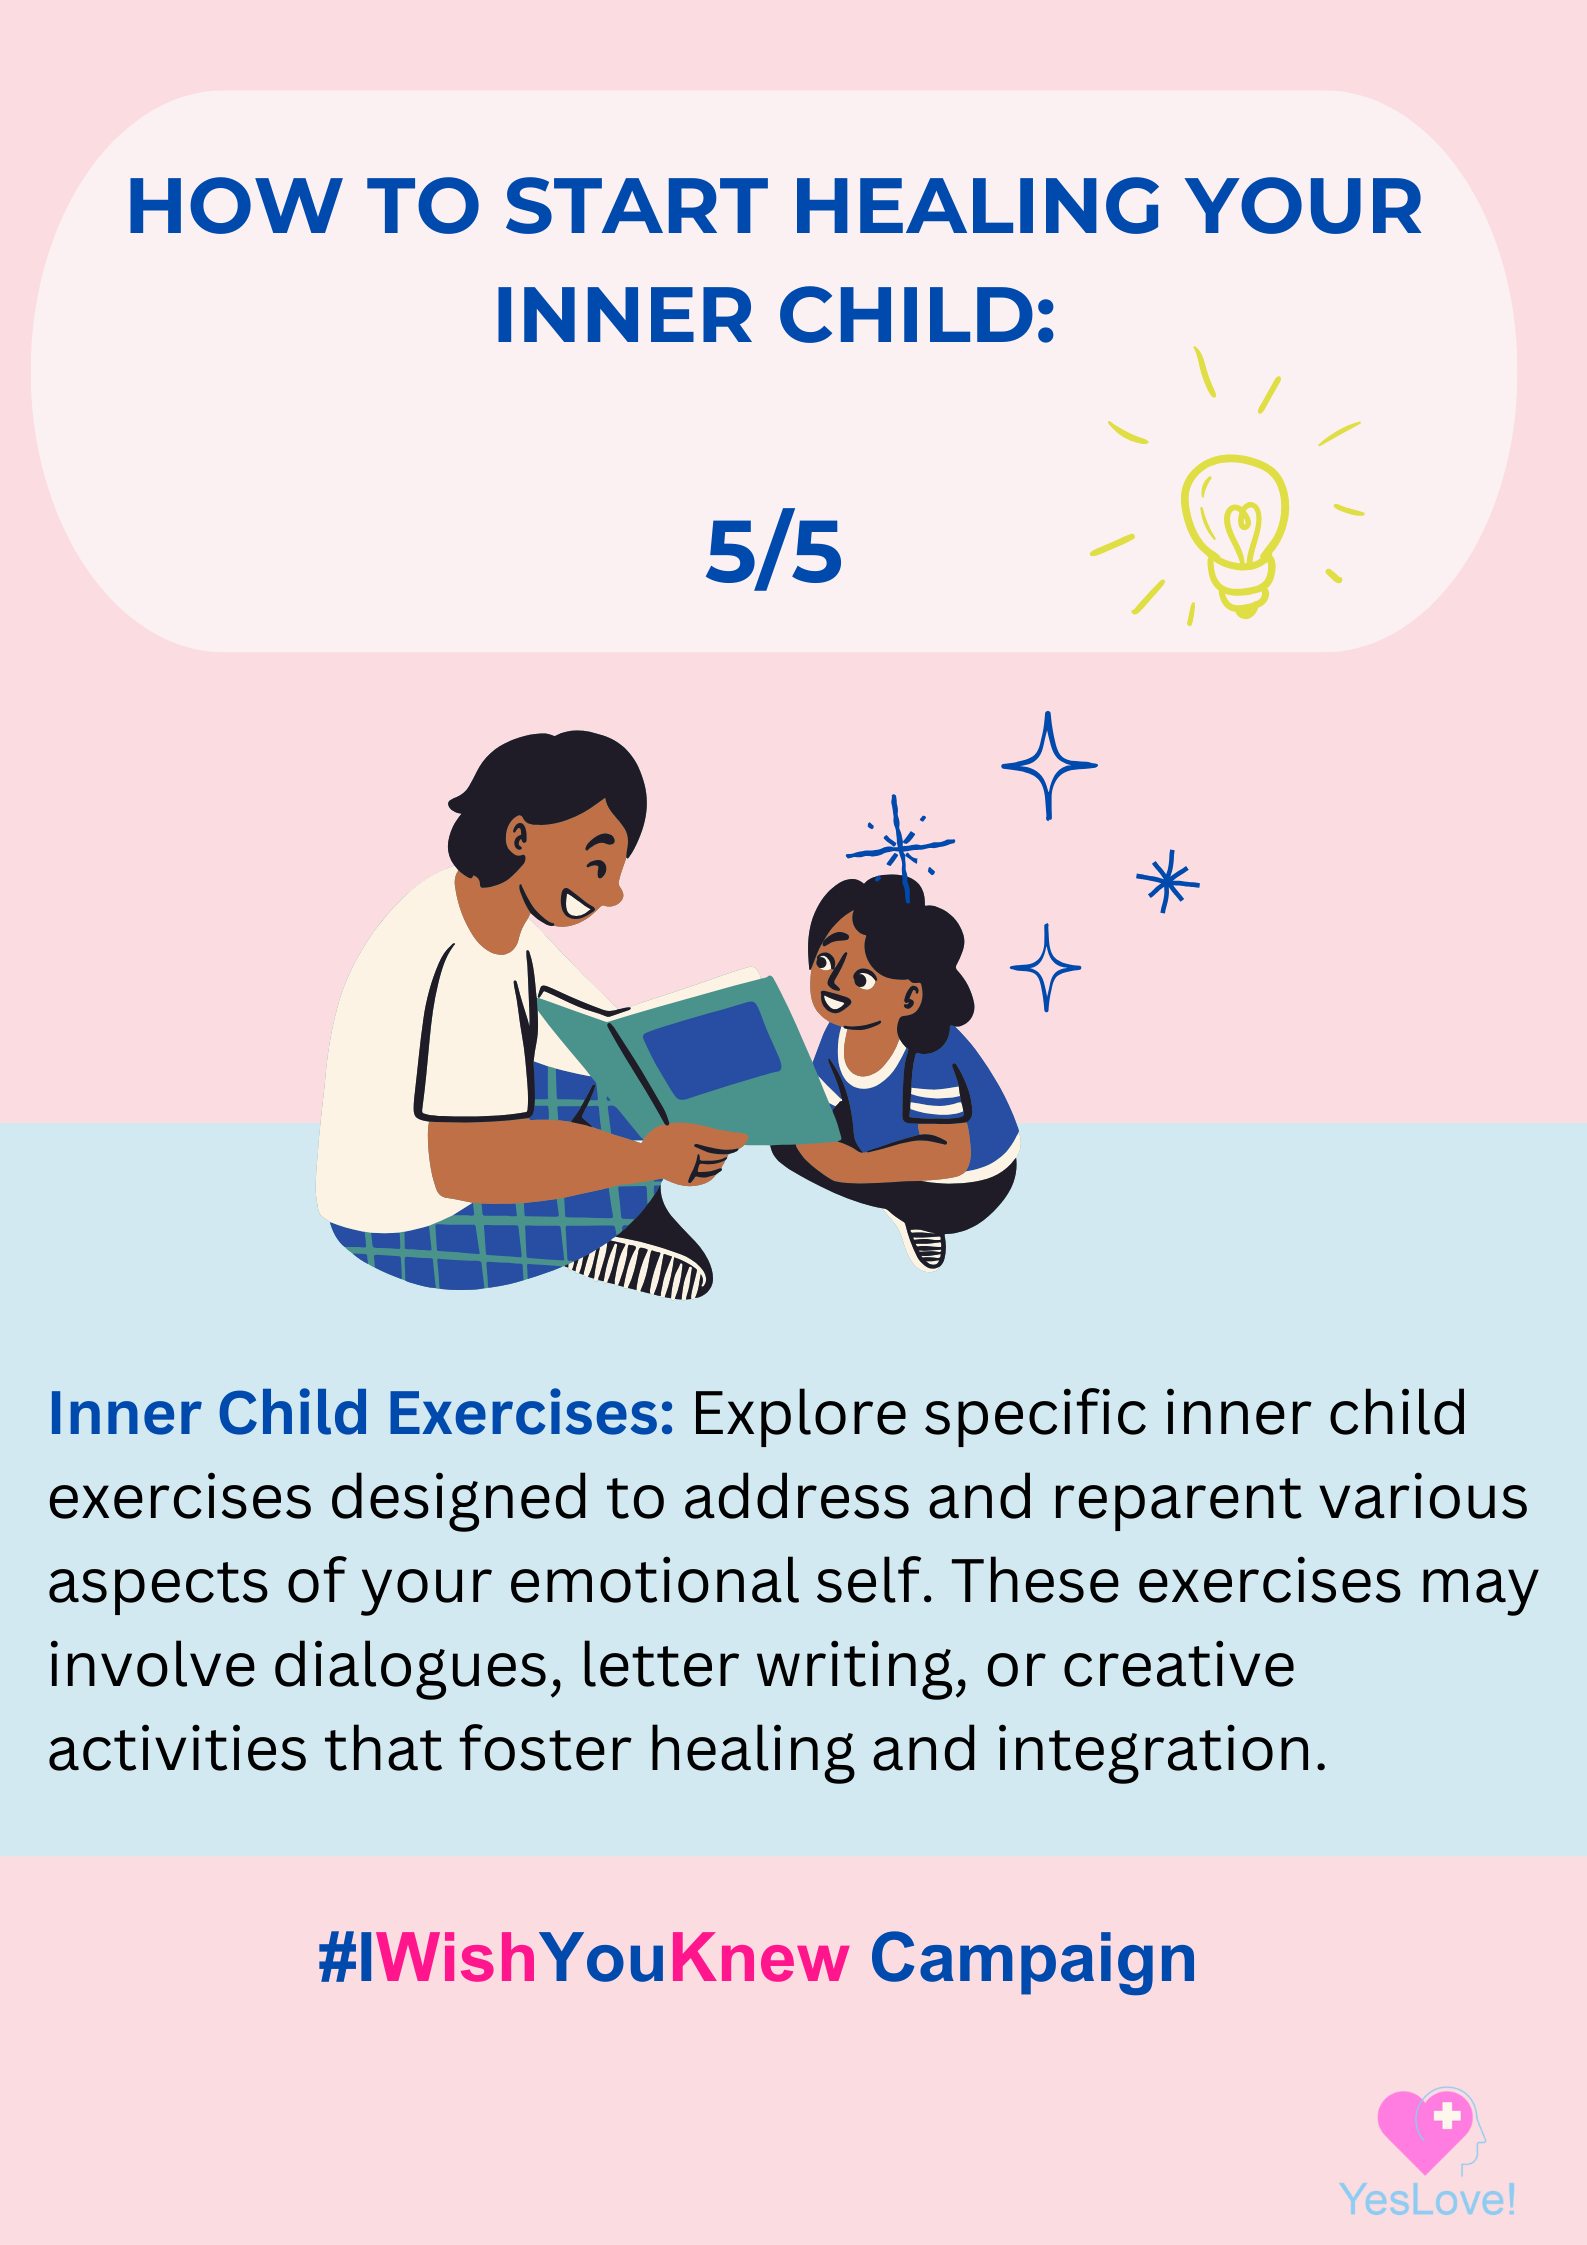 HOW TO START HEALING YOUR
INNER CHILD:
5/5
Inner Child Exercises: Explore specific inner child
exercises designed to address and reparent various
aspects of your emotional self. These exercises may
involve dialogues, letter writing, or creative
activities that foster healing and integration.
#IWishYouKnew Campaign
YesLove!